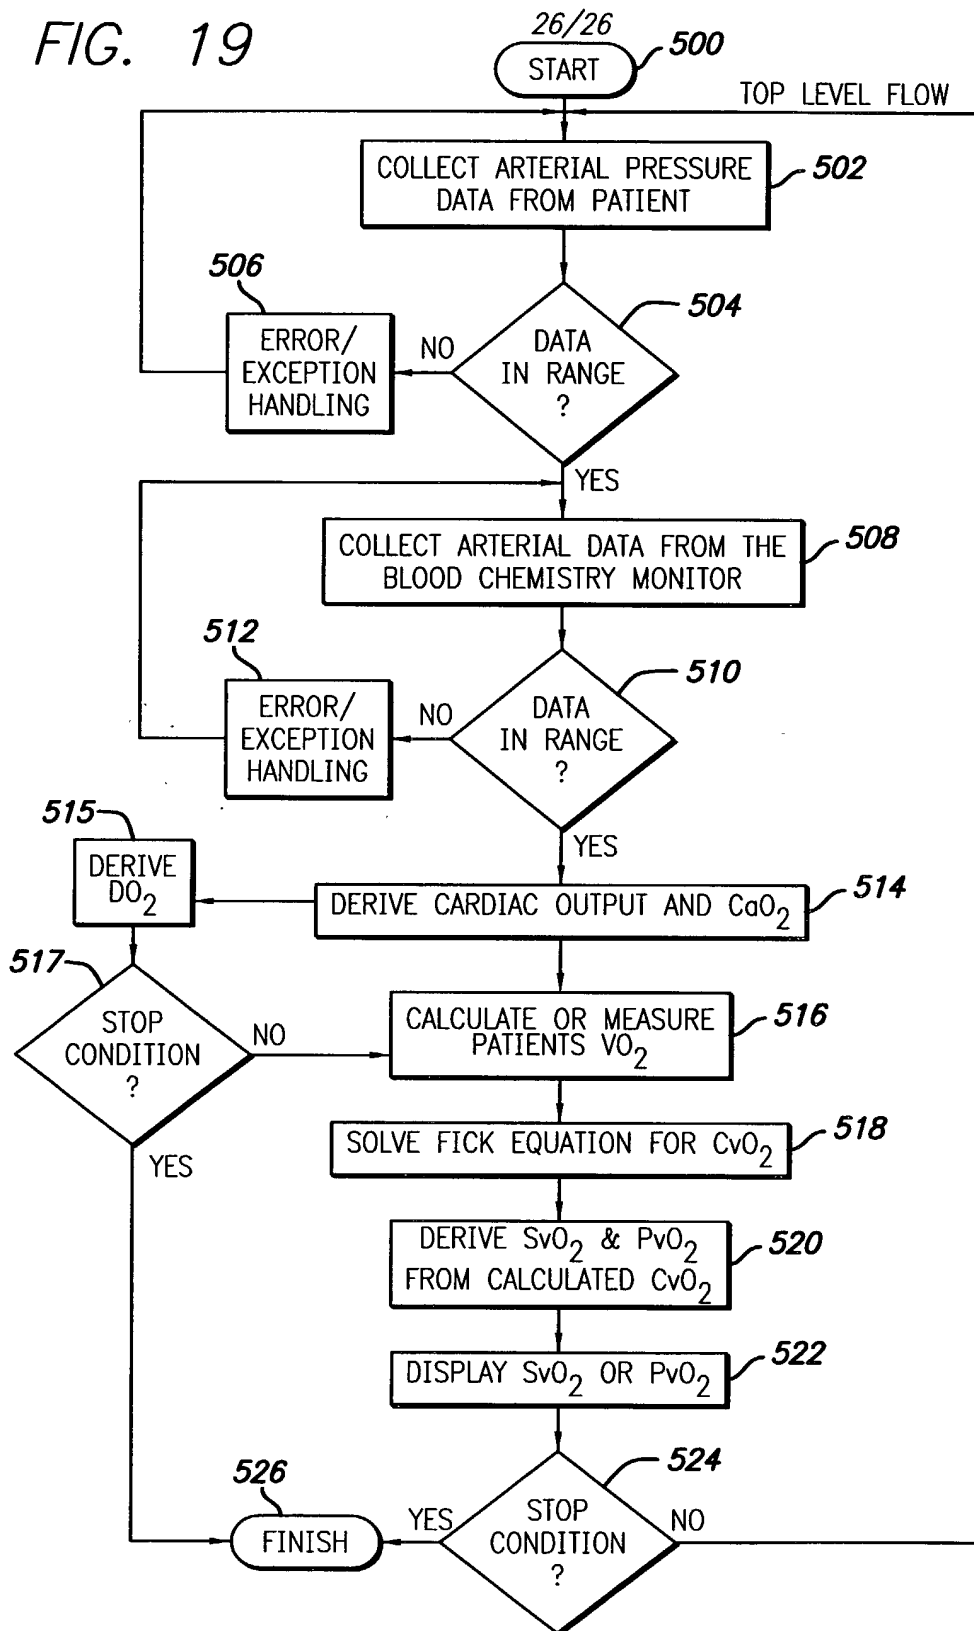 FIG. 19
26/26
START
500
TOP LEVEL FLOW
COLLECT ARTERIAL PRESSURE
DATA FROM PATIENT
502
506
504
ERROR/
EXCEPTION
HANDLING
NO
DATA
IN RANGE
?
YES
COLLECT ARTERIAL DATA FROM THE
BLOOD CHEMISTRY MONITOR
508
512
510
ERROR/
EXCEPTION
HANDLING
NO
DATA
IN RANGE
?
YES
515
DERIVE
DO2
DERIVE CARDIAC OUTPUT AND CaO2
514
517
STOP
CONDITION
?
NO
YES
CALCULATE OR MEASURE
PATIENTS VO2
516
SOLVE FICK EQUATION FOR CvO2
518
DERIVE SvO2 & PvO2
FROM CALCULATED CvO2
520
DISPLAY SvO2 OR PvO2
522
526
FINISH
YES
STOP
CONDITION
?
524
NO